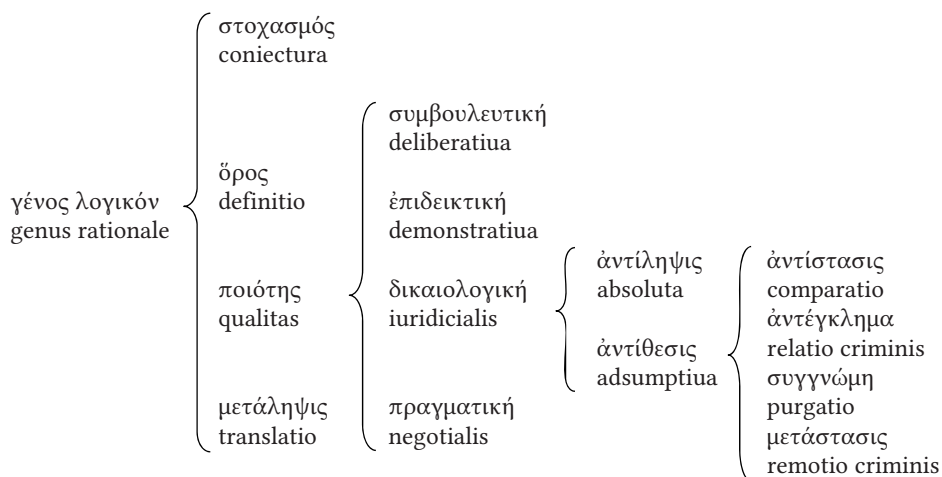 στοχασμός
coniectura
συμβουλευτική
deliberatiua
ὅρος
definitio
γένος λογικόν
genus rationale
ἐπιδεικτική
demonstratiua
ποιότης
qualitas
δικαιολογική
iuridicialis
ἀντίληψις
absoluta
ἀντίθεσις
adsumptiua
ἀντίστασις
comparatio
ἀντέγκλημα
relatio criminis
συγγνώμη
purgatio
μετάστασις
remotio criminis
μετάληψις
translatio
πραγματική
negotialis